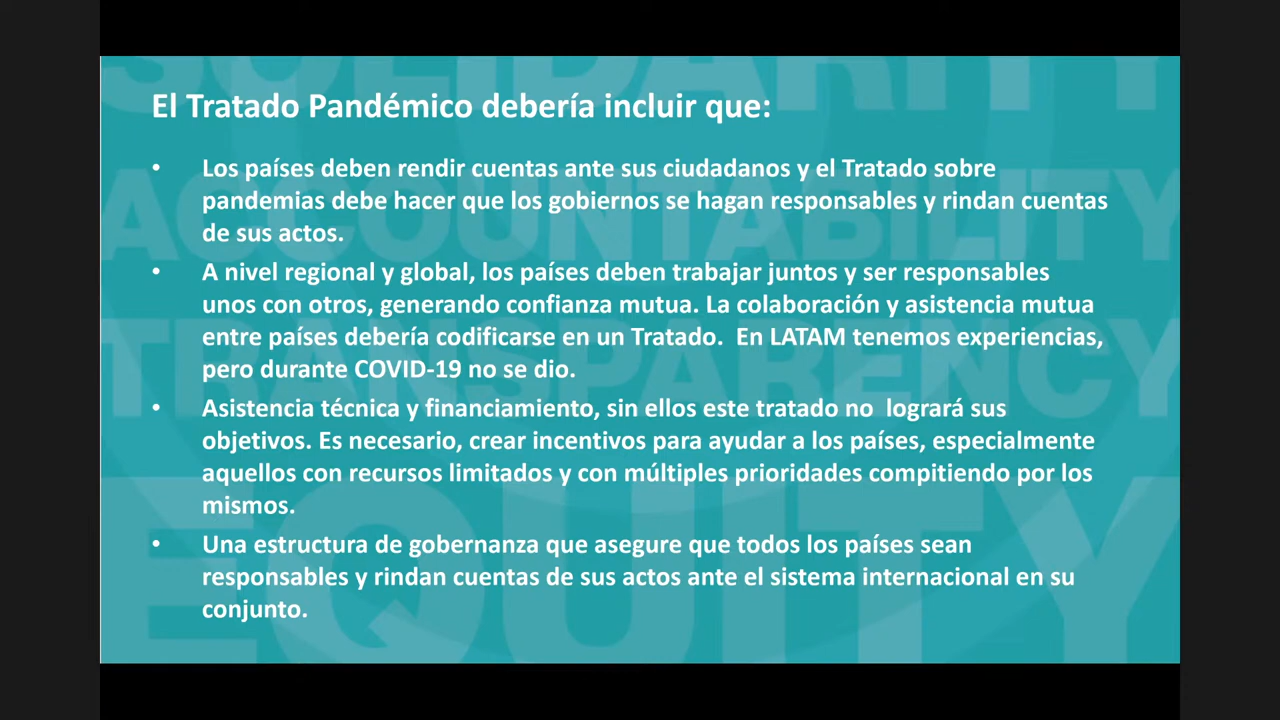 SOLIDARITY
ACCOUNTABILITY
TRANSPARENCY
EQUITY
El Tratado Pandémico debería incluir que:
• Los países deben rendir cuentas ante sus ciudadanos y el Tratado sobre
pandemias debe hacer que los gobiernos se hagan responsables y rindan cuentas
de sus actos.
• A nivel regional y global, los países deben trabajar juntos y ser responsables
unos con otros, generando confianza mutua. La colaboración y asistencia mutua
entre países debería codificarse en un Tratado.  En LATAM tenemos experiencias,
pero durante COVID-19 no se dio.
• Asistencia técnica y financiamiento, sin ellos este tratado no  logrará sus
objetivos. Es necesario, crear incentivos para ayudar a los países, especialmente
aquellos con recursos limitados y con múltiples prioridades compitiendo por los
mismos.
• Una estructura de gobernanza que asegure que todos los países sean
responsables y rindan cuentas de sus actos ante el sistema internacional en su
conjunto.